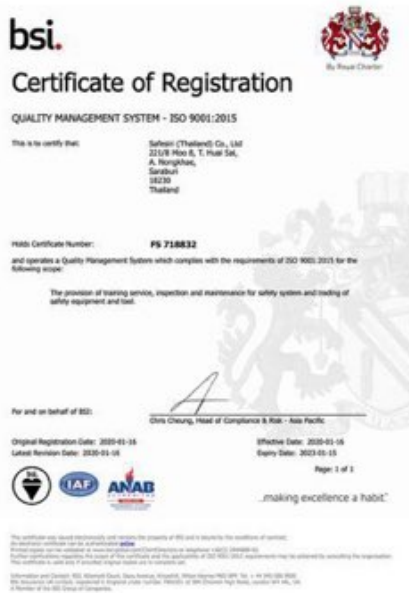 bsi.
By Royal Charter
Certificate of Registration
QUALITY MANAGEMENT SYSTEM - ISO 9001:2015
This is to certify that:
Safesiri (Thailand) Co., Ltd
221/8 Moo 8, T. Huai Sai,
A. Nongkhae,
Saraburi
18230
Thailand
Holds Certificate Number:
FS 718832
and operates a Quality Management System which complies with the requirements of ISO 9001:2015 for the
following scope:
The provision of training service, inspection and maintenance for safety system and trading of
safety equipment and tool.
For and on behalf of BSI:
Chris Cheung, Head of Compliance & Risk - Asia Pacific
Original Registration Date: 2020-01-16
Effective Date: 2020-01-16
Latest Revision Date: 2020-01-16
Expiry Date: 2023-01-15
Page: 1 of 1
bsi.
IAF
ANAB
ACCREDITED
...making excellence a habit.™